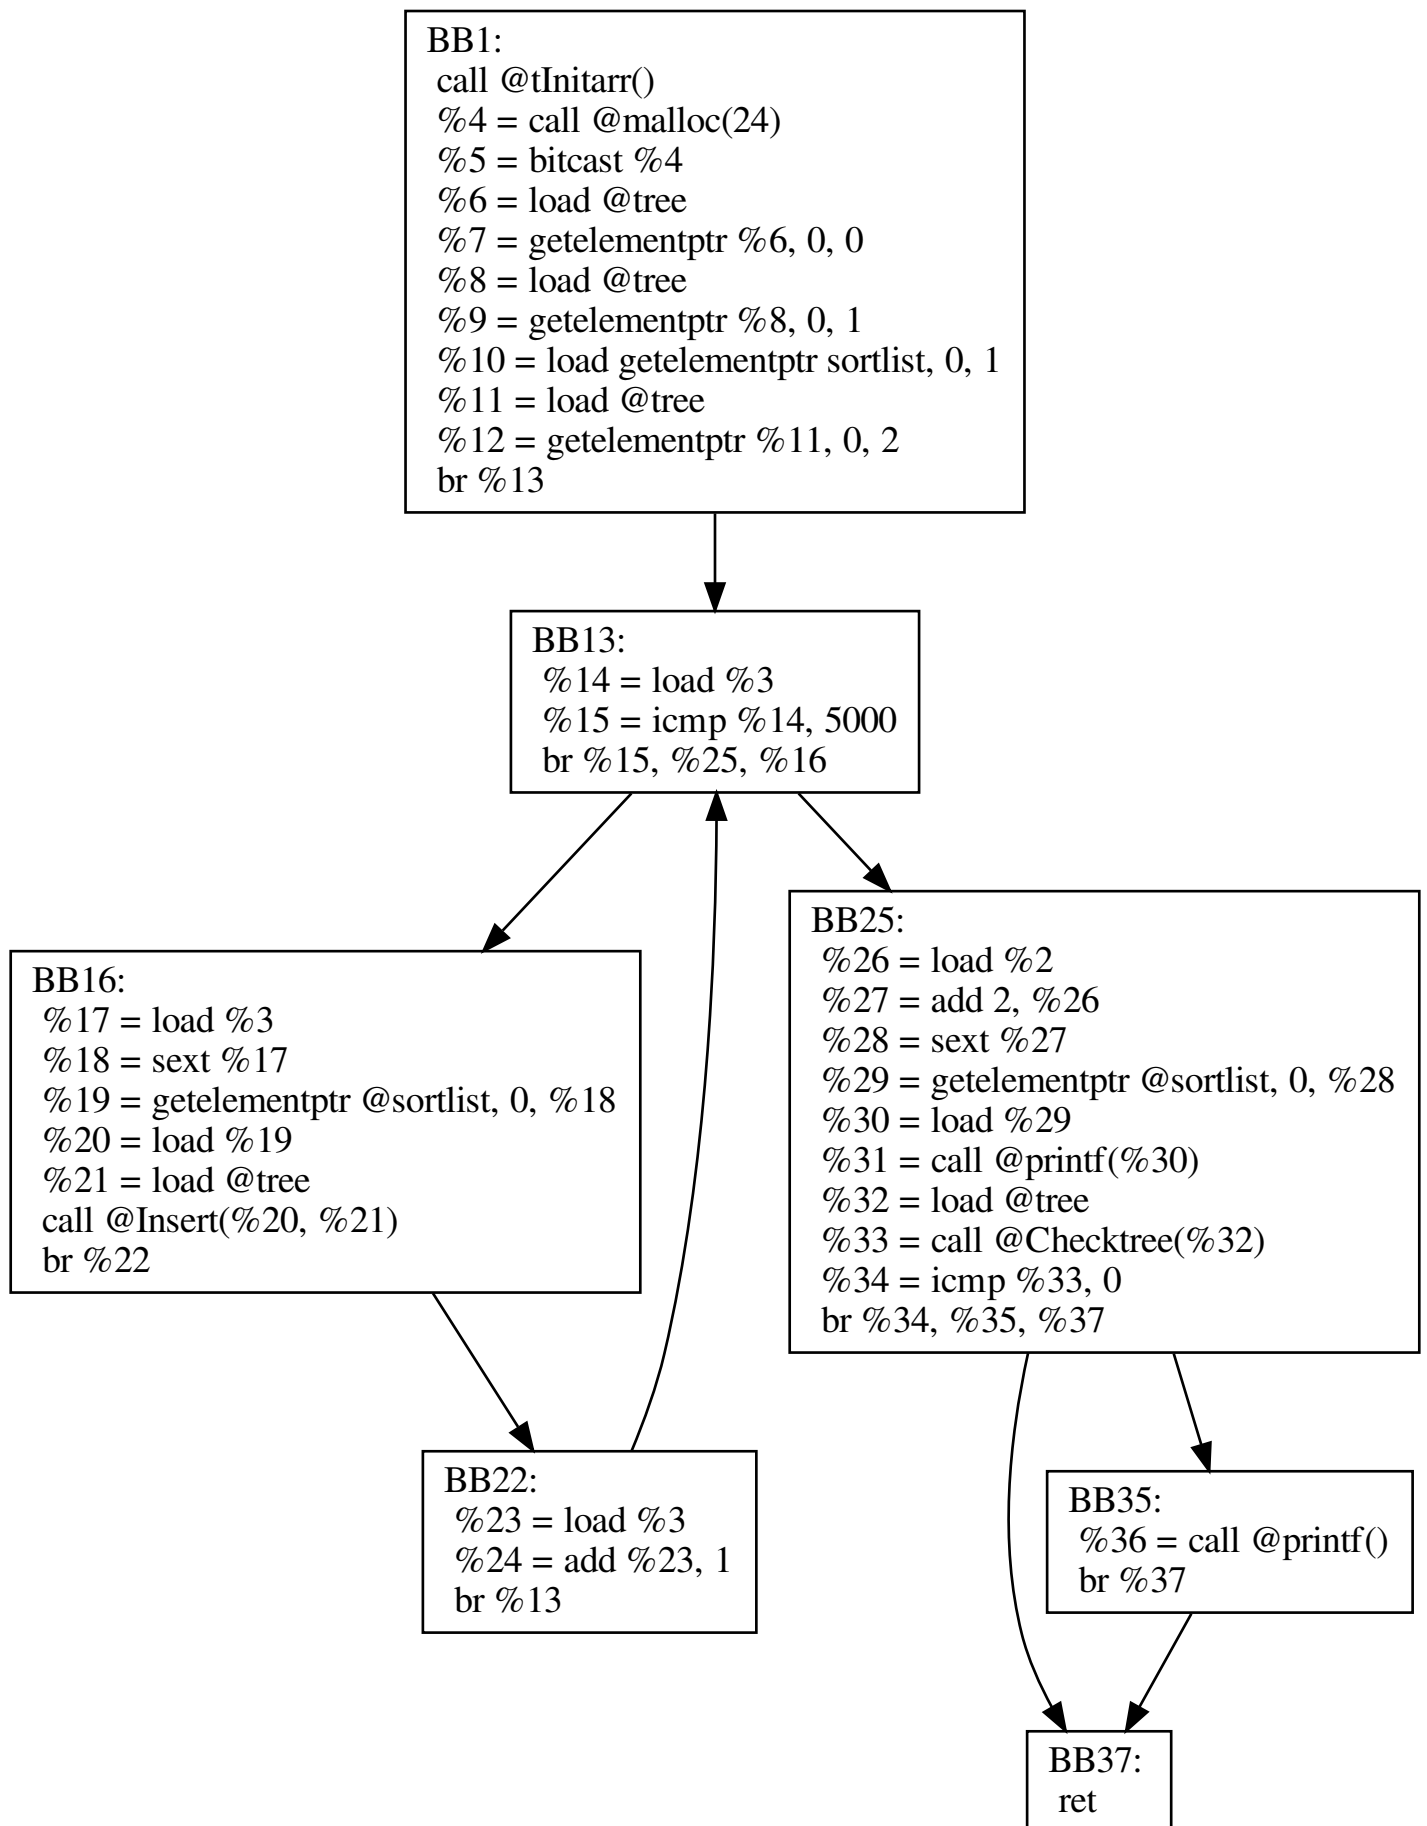 BB1:
call @tInitarr()
%4 = call @malloc(24)
%5 = bitcast %4
%6 = load @tree
%7 = getelementptr %6, 0, 0
%8 = load @tree
%9 = getelementptr %8, 0, 1
%10 = load getelementptr sortlist, 0, 1
%11 = load @tree
%12 = getelementptr %11, 0, 2
br %13
BB13:
%14 = load %3
%15 = icmp %14, 5000
br %15, %25, %16
BB16:
%17 = load %3
%18 = sext %17
%19 = getelementptr @sortlist, 0, %18
%20 = load %19
%21 = load @tree
call @Insert(%20, %21)
br %22
BB25:
%26 = load %2
%27 = add 2, %26
%28 = sext %27
%29 = getelementptr @sortlist, 0, %28
%30 = load %29
%31 = call @printf(%30)
%32 = load @tree
%33 = call @Checktree(%32)
%34 = icmp %33, 0
br %34, %35, %37
BB22:
%23 = load %3
%24 = add %23, 1
br %13
BB35:
%36 = call @printf()
br %37
BB37:
ret